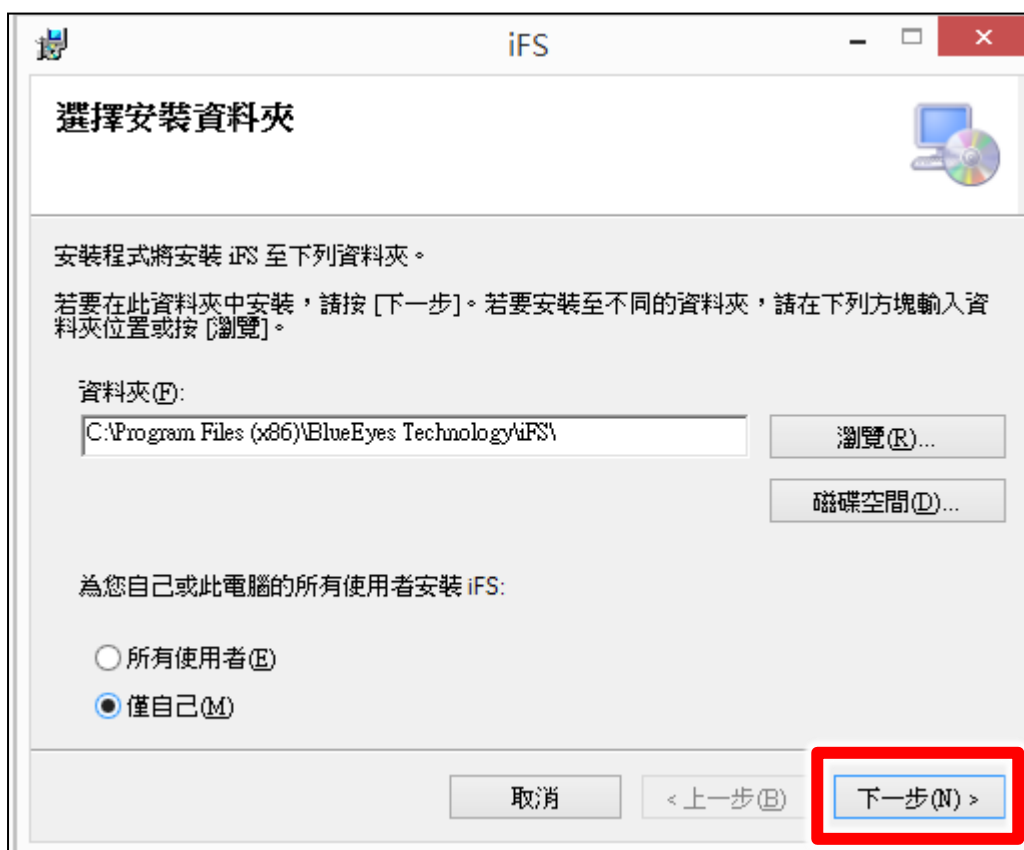 iFS
選擇安裝資料夾
安裝程式將安裝 iFS 至下列資料夾。
若要在此資料夾中安裝，請按 [下一步]。若要安裝至不同的資料夾，請在下列方塊輸入資
料夾位置或按 [瀏覽]。
資料夾(F):
C:\Program Files (x86)\BlueEyes Technology\iFS\
瀏覽(R)...
磁碟空間(D)...
為您自己或此電腦的所有使用者安裝 iFS:
所有使用者(E)
僅自己(M)
取消
< 上一步(B)
下一步(N) >